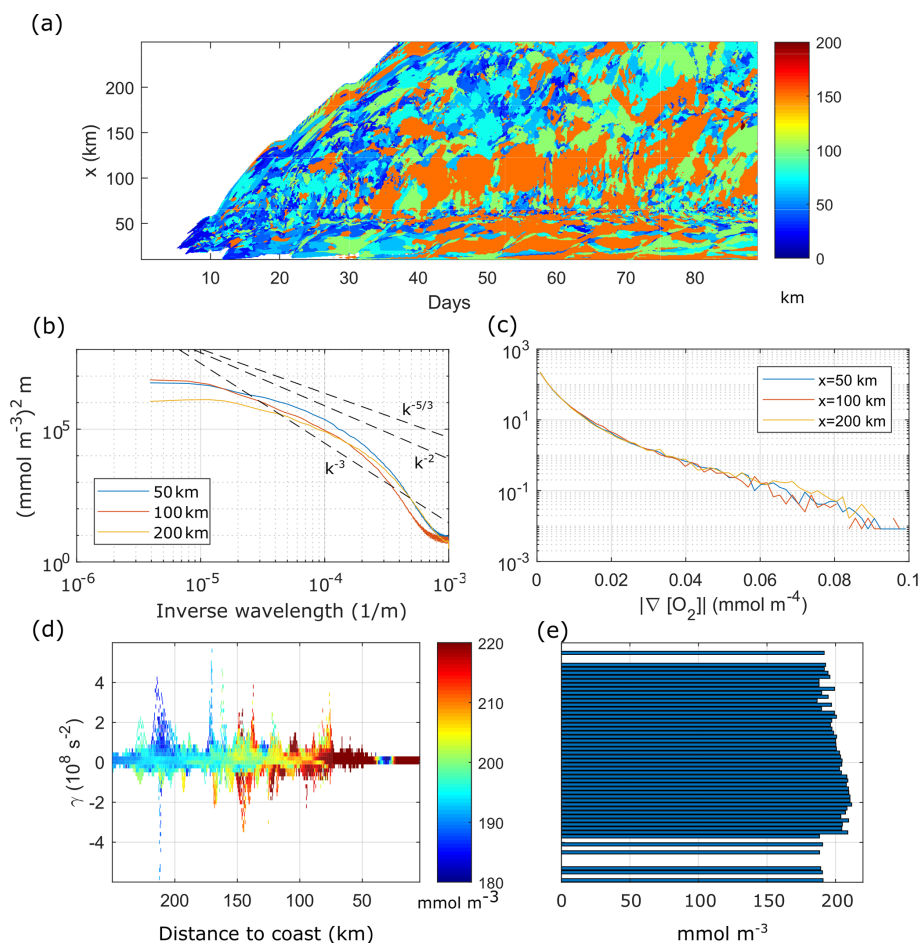 (a)
x (km)
200
150
100
50
10 20 30 40 50 60 70 80
Days
200
150
100
50
0
km
(b)
(mmol m⁻³)² m
10⁵
10⁰
k⁻⁵/³
k⁻²
k⁻³
50 km
100 km
200 km
10⁻⁶ 10⁻⁵ 10⁻⁴ 10⁻³
Inverse wavelength (1/m)
(c)
10³
10¹
10⁻¹
10⁻³
x=50 km
x=100 km
x=200 km
0 0.02 0.04 0.06 0.08 0.1
|∇ [O₂]| (mmol m⁻⁴)
(d)
γ (10⁸ s⁻²)
4
2
0
-2
-4
200 150 100 50
Distance to coast (km)
220
210
200
190
180
mmol m⁻³
(e)
0 50 100 150 200
mmol m⁻³